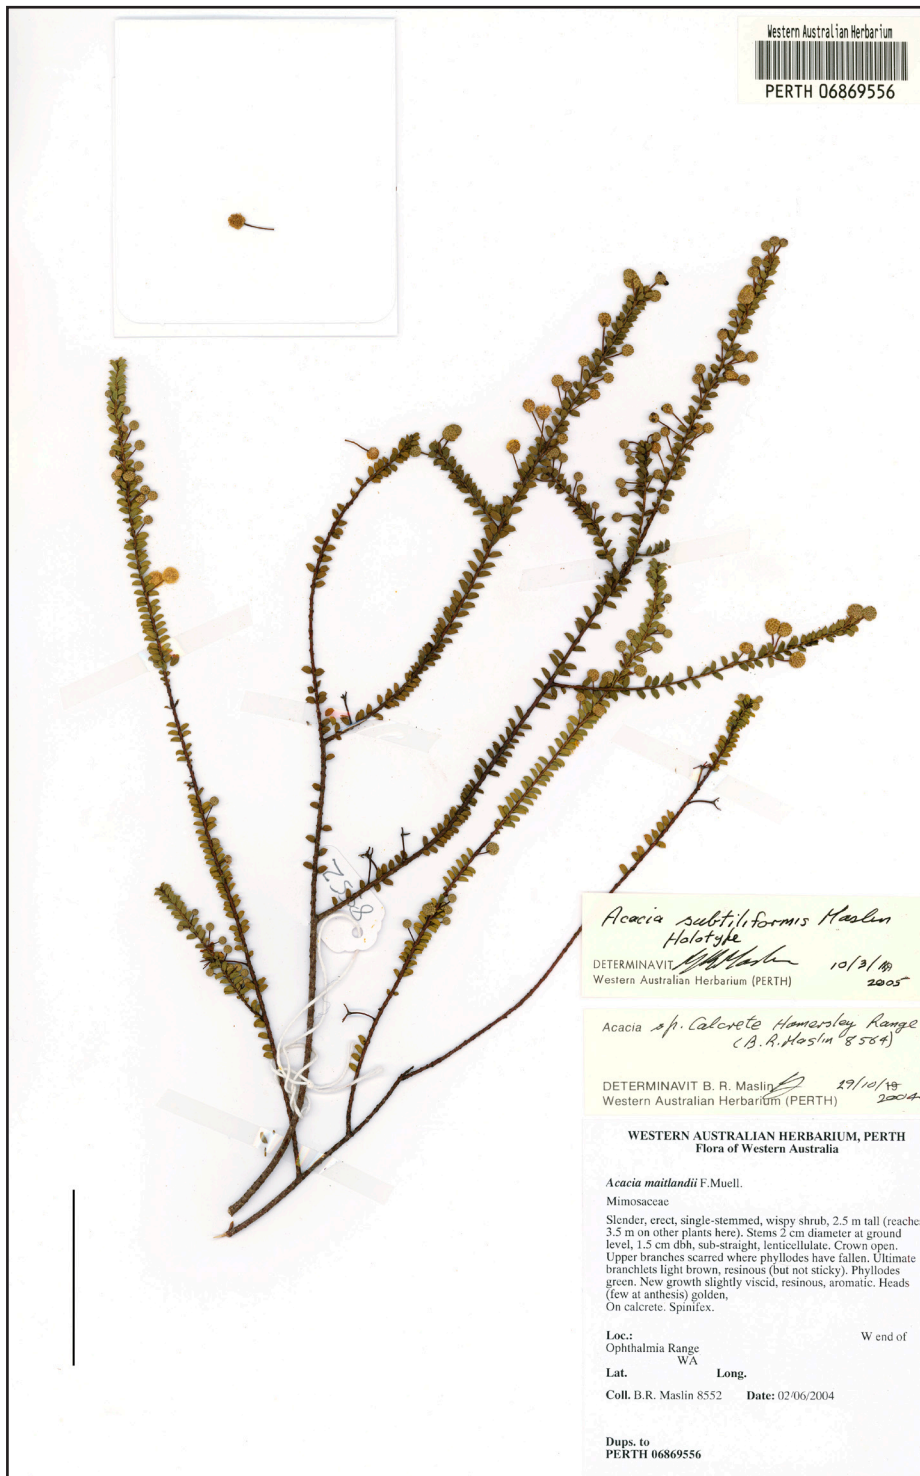 Western Australian Herbarium
PERTH 06869556
8552
Acacia subtiliformis Maslin
Holotype
DETERMINAVIT 10/3/19
Western Australian Herbarium (PERTH) 2005
Acacia sp. Calcrete Hamersley Range
(B.R. Maslin 8564)
DETERMINAVIT B. R. Maslin 29/10/19
Western Australian Herbarium (PERTH) 2004
WESTERN AUSTRALIAN HERBARIUM, PERTH
Flora of Western Australia
Acacia maitlandii F.Muell.
Mimosaceae
Slender, erect, single-stemmed, wispy shrub, 2.5 m tall (reache
3.5 m on other plants here). Stems 2 cm diameter at ground
level, 1.5 cm dbh, sub-straight, lenticellulate. Crown open.
Upper branches scarred where phyllodes have fallen. Ultimate
branchlets light brown, resinous (but not sticky). Phyllodes
green. New growth slightly viscid, resinous, aromatic. Heads
(few at anthesis) golden,
On calcrete. Spinifex.
Loc.: W end of
Ophthalmia Range
WA
Lat. Long.
Coll. B.R. Maslin 8552 Date: 02/06/2004
Dups. to
PERTH 06869556